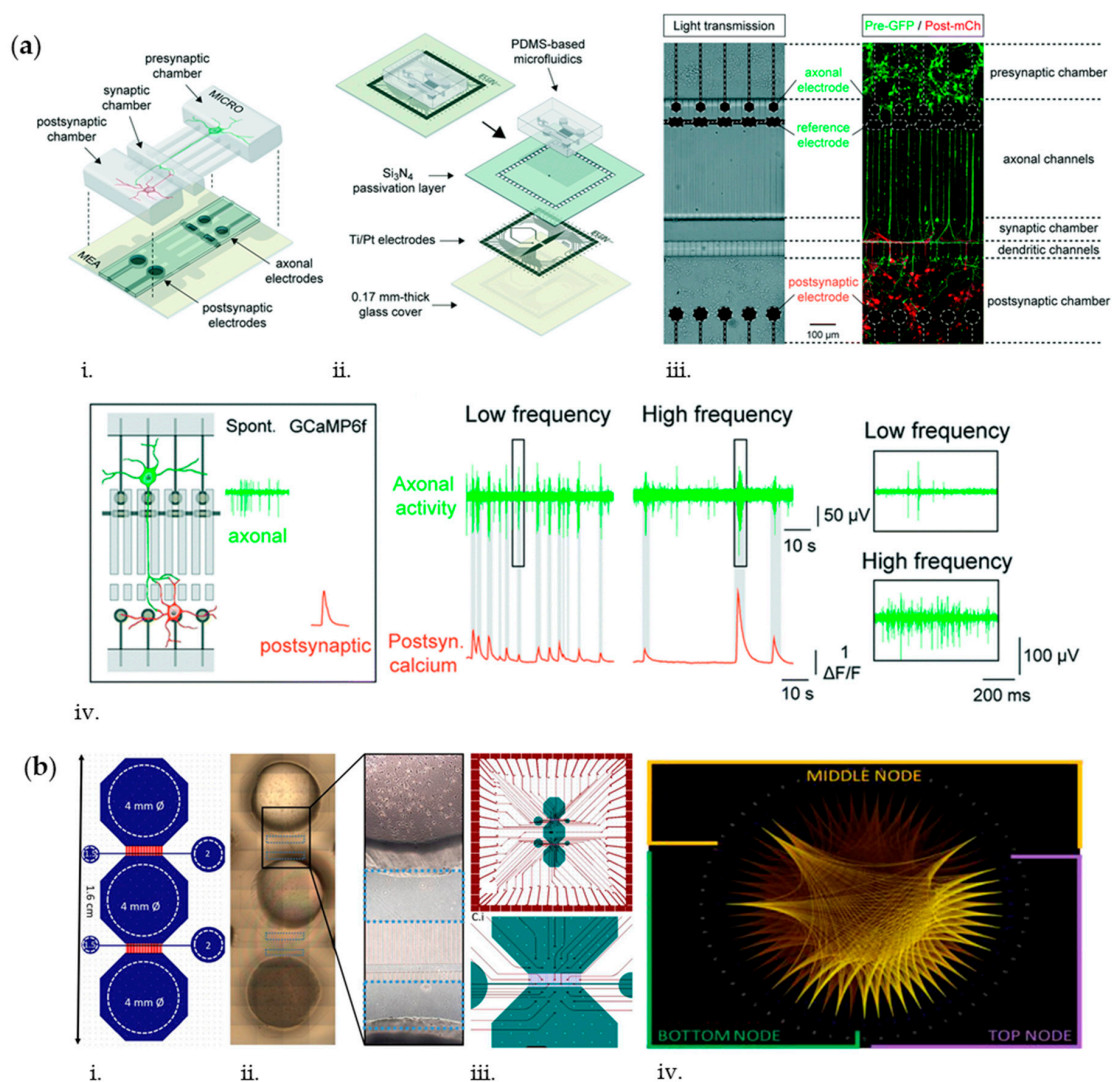 (a)
presynaptic
chamber
synaptic
chamber
postsynaptic
chamber
MICRO
MEA
axonal
electrodes
postsynaptic
electrodes
i.
PDMS-based
microfluidics
Si3N4
passivation layer
Ti/Pt electrodes
0.17 mm-thick
glass cover
ii.
Light transmission
Pre-GFP / Post-mCh
axonal
electrode
reference
electrode
postsynaptic
electrode
100 µm
presynaptic chamber
axonal channels
synaptic chamber
dendritic channels
postsynaptic chamber
iii.
Spont. GCaMP6f
axonal
postsynaptic
Low frequency
High frequency
Axonal
activity
50 µV
10 s
Postsyn.
calcium
1
ΔF/F
10 s
Low frequency
High frequency
100 µV
200 ms
iv.
(b)
1.6 cm
4 mm Ø
2
4 mm Ø
2
4 mm Ø
i.
ii.
C.i
iii.
MIDDLE NODE
BOTTOM NODE
TOP NODE
iv.